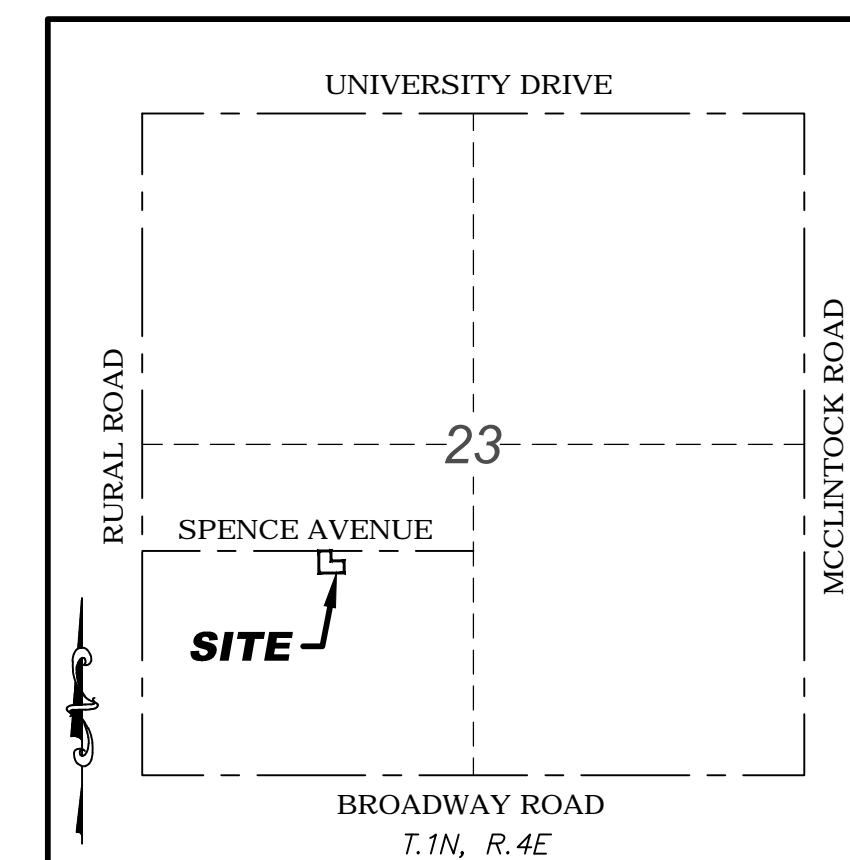 UNIVERSITY DRIVE
RURAL ROAD
MCCLINTOCK ROAD
23
SPENCE AVENUE
SITE
BROADWAY ROAD
T.1N, R.4E